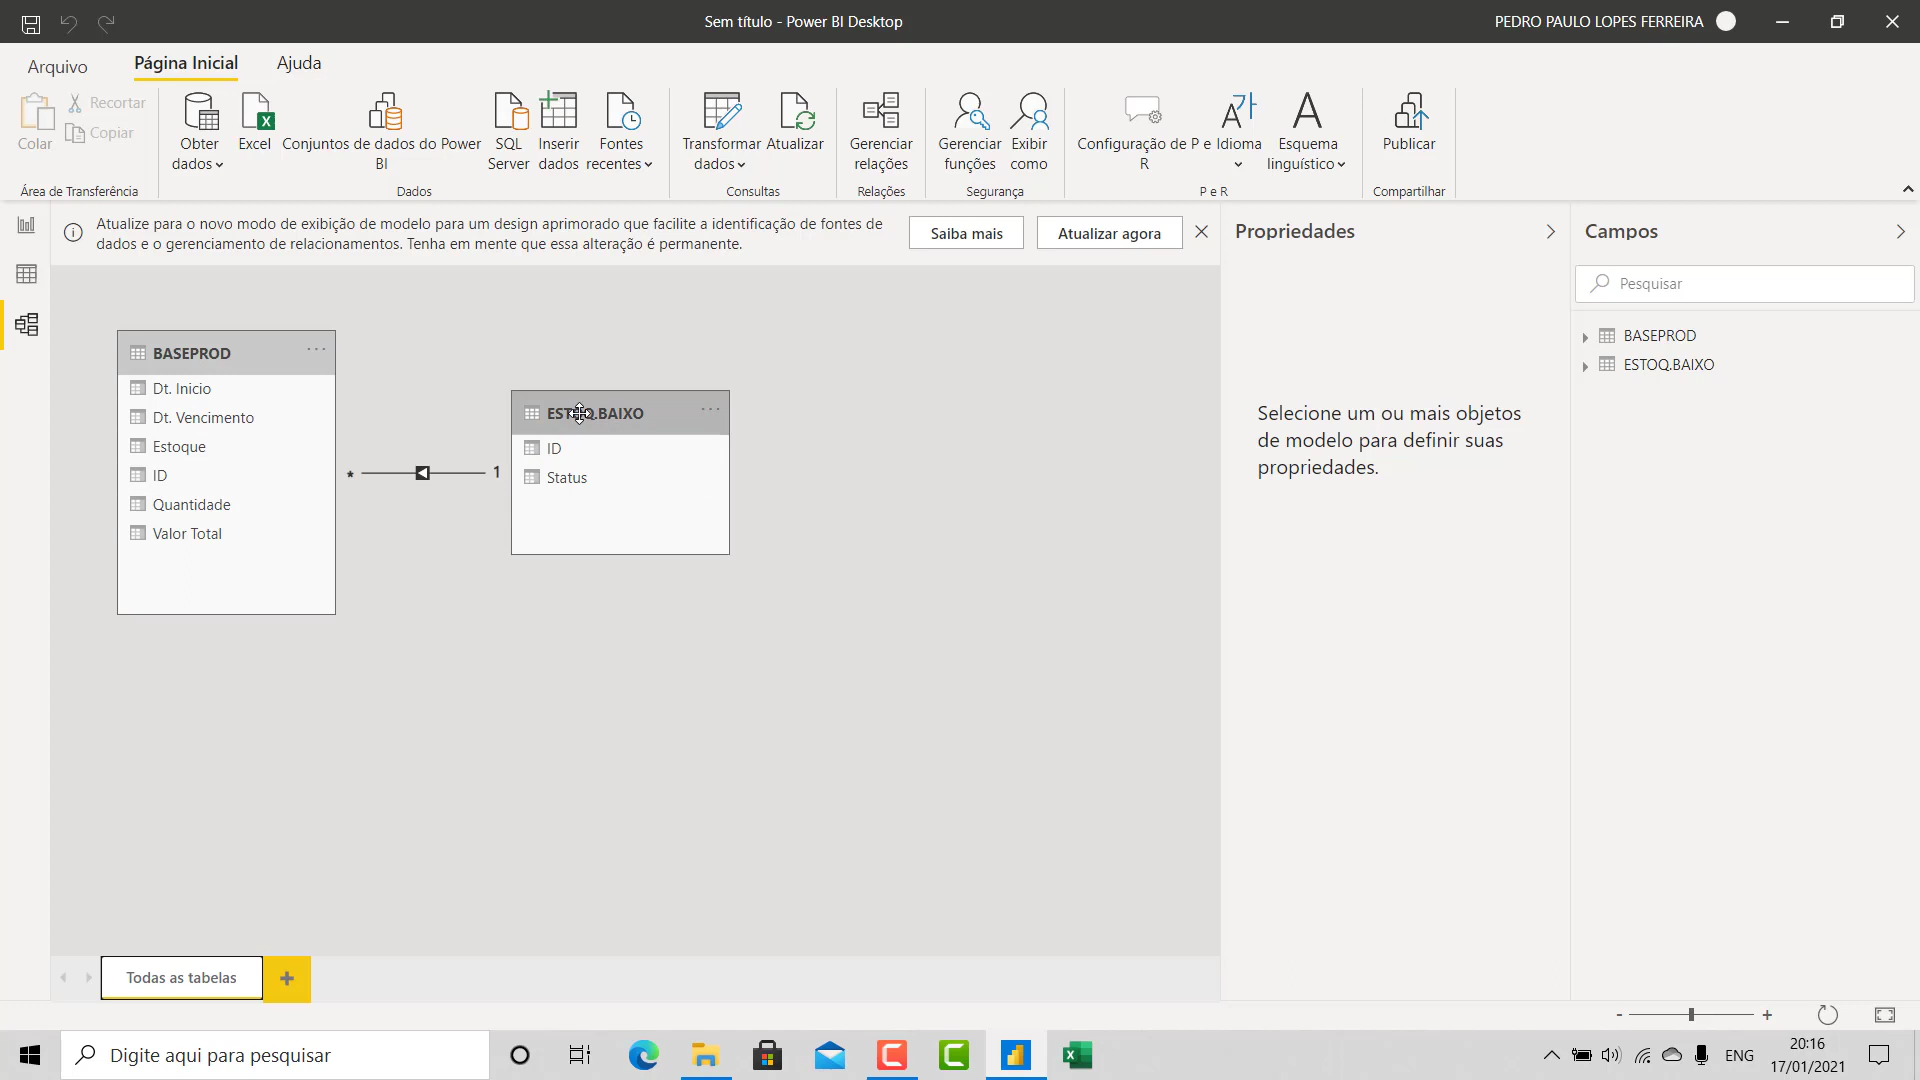 Sem título - Power BI Desktop
PEDRO PAULO LOPES FERREIRA
Arquivo
Página Inicial
Ajuda
Colar
Recortar
Copiar
Área de Transferência
Obter
dados
Excel
Conjuntos de dados do Power
BI
SQL
Server
Inserir
dados
Fontes
recentes
Dados
Transformar
dados
Atualizar
Consultas
Gerenciar
relações
Relações
Gerenciar
funções
Exibir
como
Segurança
Configuração de P e
R
Idioma
Esquema
linguístico
P e R
Publicar
Compartilhar
Atualize para o novo modo de exibição de modelo para um design aprimorado que facilite a identificação de fontes de
dados e o gerenciamento de relacionamentos. Tenha em mente que essa alteração é permanente.
Saiba mais
Atualizar agora
Propriedades
Campos
Pesquisar
BASEPROD
ESTOQ.BAIXO
Selecione um ou mais objetos
de modelo para definir suas
propriedades.
BASEPROD
Dt. Inicio
Dt. Vencimento
Estoque
ID
Quantidade
Valor Total
* 1
ESTOQ.BAIXO
ID
Status
Todas as tabelas
Digite aqui para pesquisar
ENG
20:16
17/01/2021